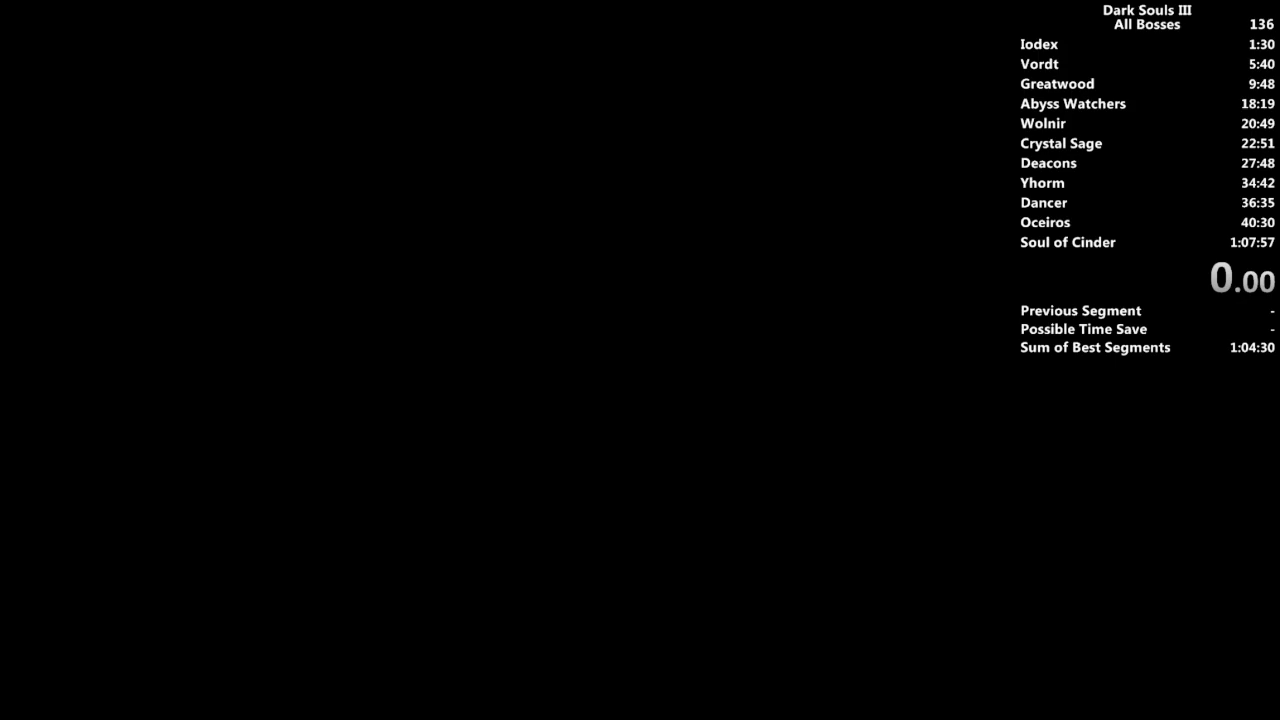 Dark Souls III
All Bosses 136
Iodex 1:30
Vordt 5:40
Greatwood 9:48
Abyss Watchers 18:19
Wolnir 20:49
Crystal Sage 22:51
Deacons 27:48
Yhorm 34:42
Dancer 36:35
Oceiros 40:30
Soul of Cinder 1:07:57
0.00
Previous Segment -
Possible Time Save -
Sum of Best Segments 1:04:30